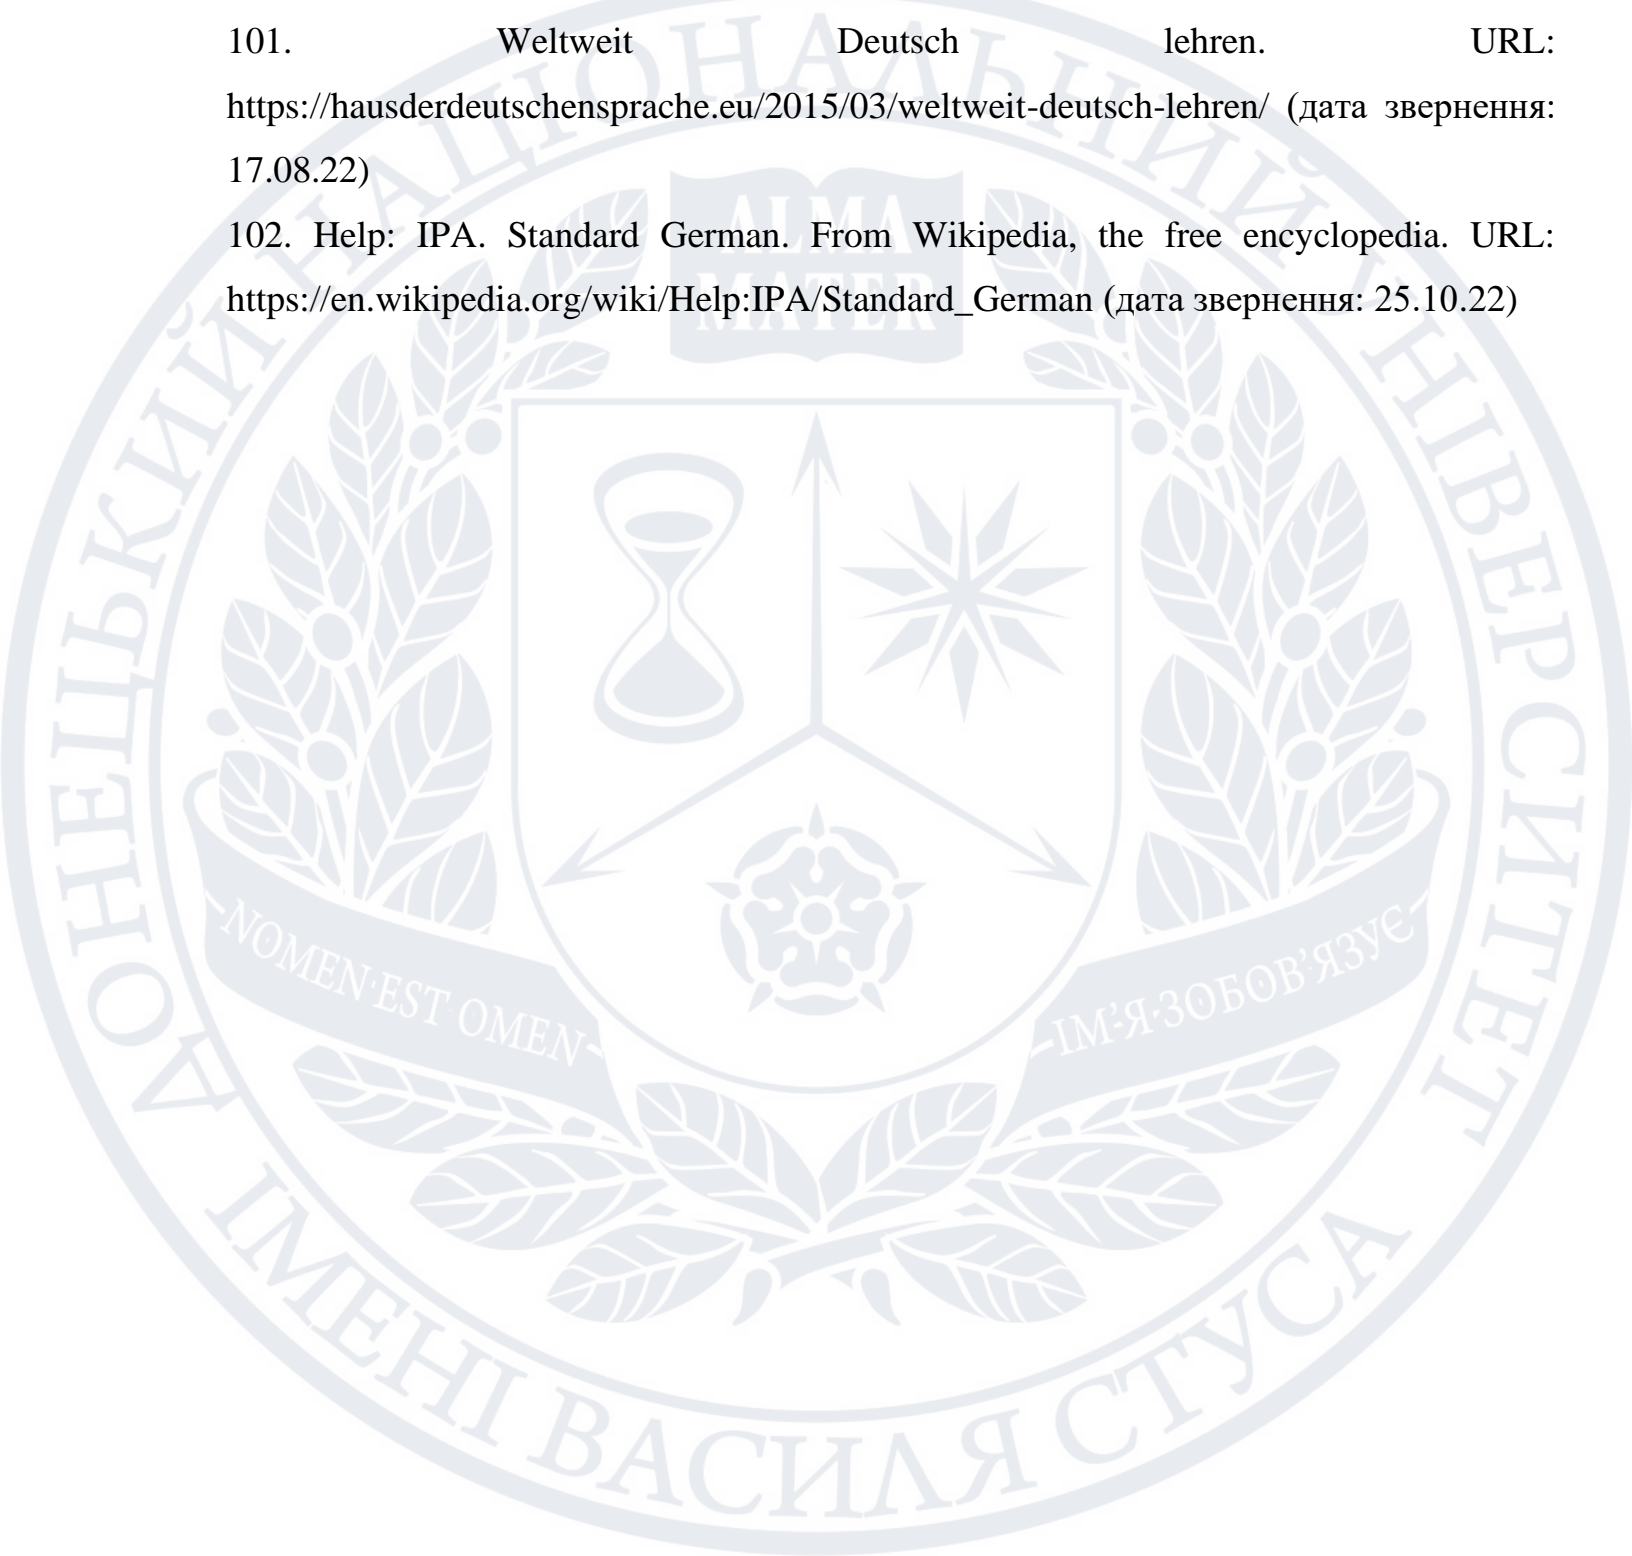 101. Weltweit Deutsch lehren. URL:
https://hausderdeutschensprache.eu/2015/03/weltweit-deutsch-lehren/ (дата звернення:
17.08.22)
102. Help: IPA. Standard German. From Wikipedia, the free encyclopedia. URL:
https://en.wikipedia.org/wiki/Help:IPA/Standard_German (дата звернення: 25.10.22)
ДОНЕЦЬКИЙ НАЦІОНАЛЬНИЙ УНІВЕРСИТЕТ
ALMA
MATER
NOMEN·EST·OMEN
ІМ'Я·ЗОБОВ'ЯЗУЄ
ІМЕНІ ВАСИЛЯ СТУСА